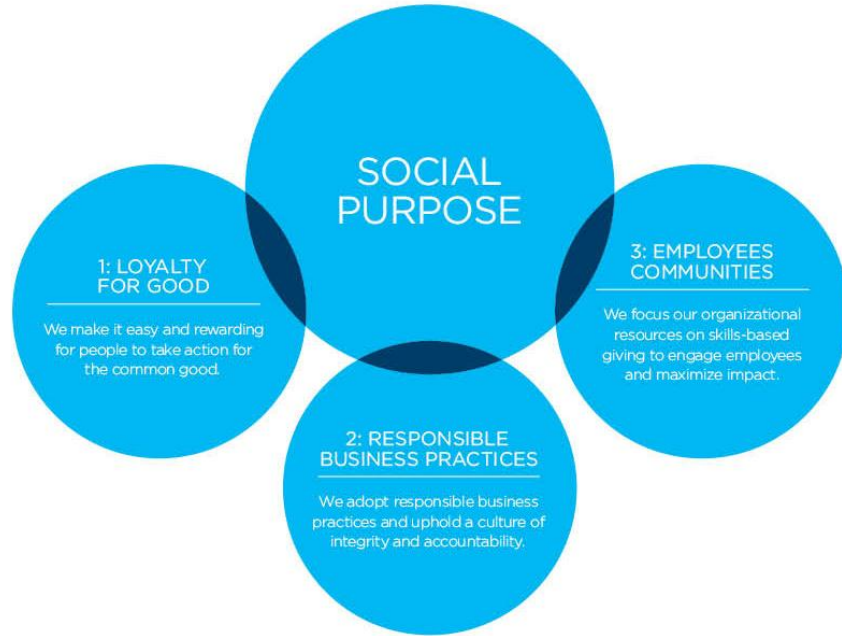 SOCIAL
PURPOSE
1: LOYALTY
FOR GOOD
We make it easy and rewarding
for people to take action for
the common good.
2: RESPONSIBLE
BUSINESS PRACTICES
We adopt responsible business
practices and uphold a culture of
integrity and accountability.
3: EMPLOYEES
COMMUNITIES
We focus our organizational
resources on skills-based
giving to engage employees
and maximize impact.